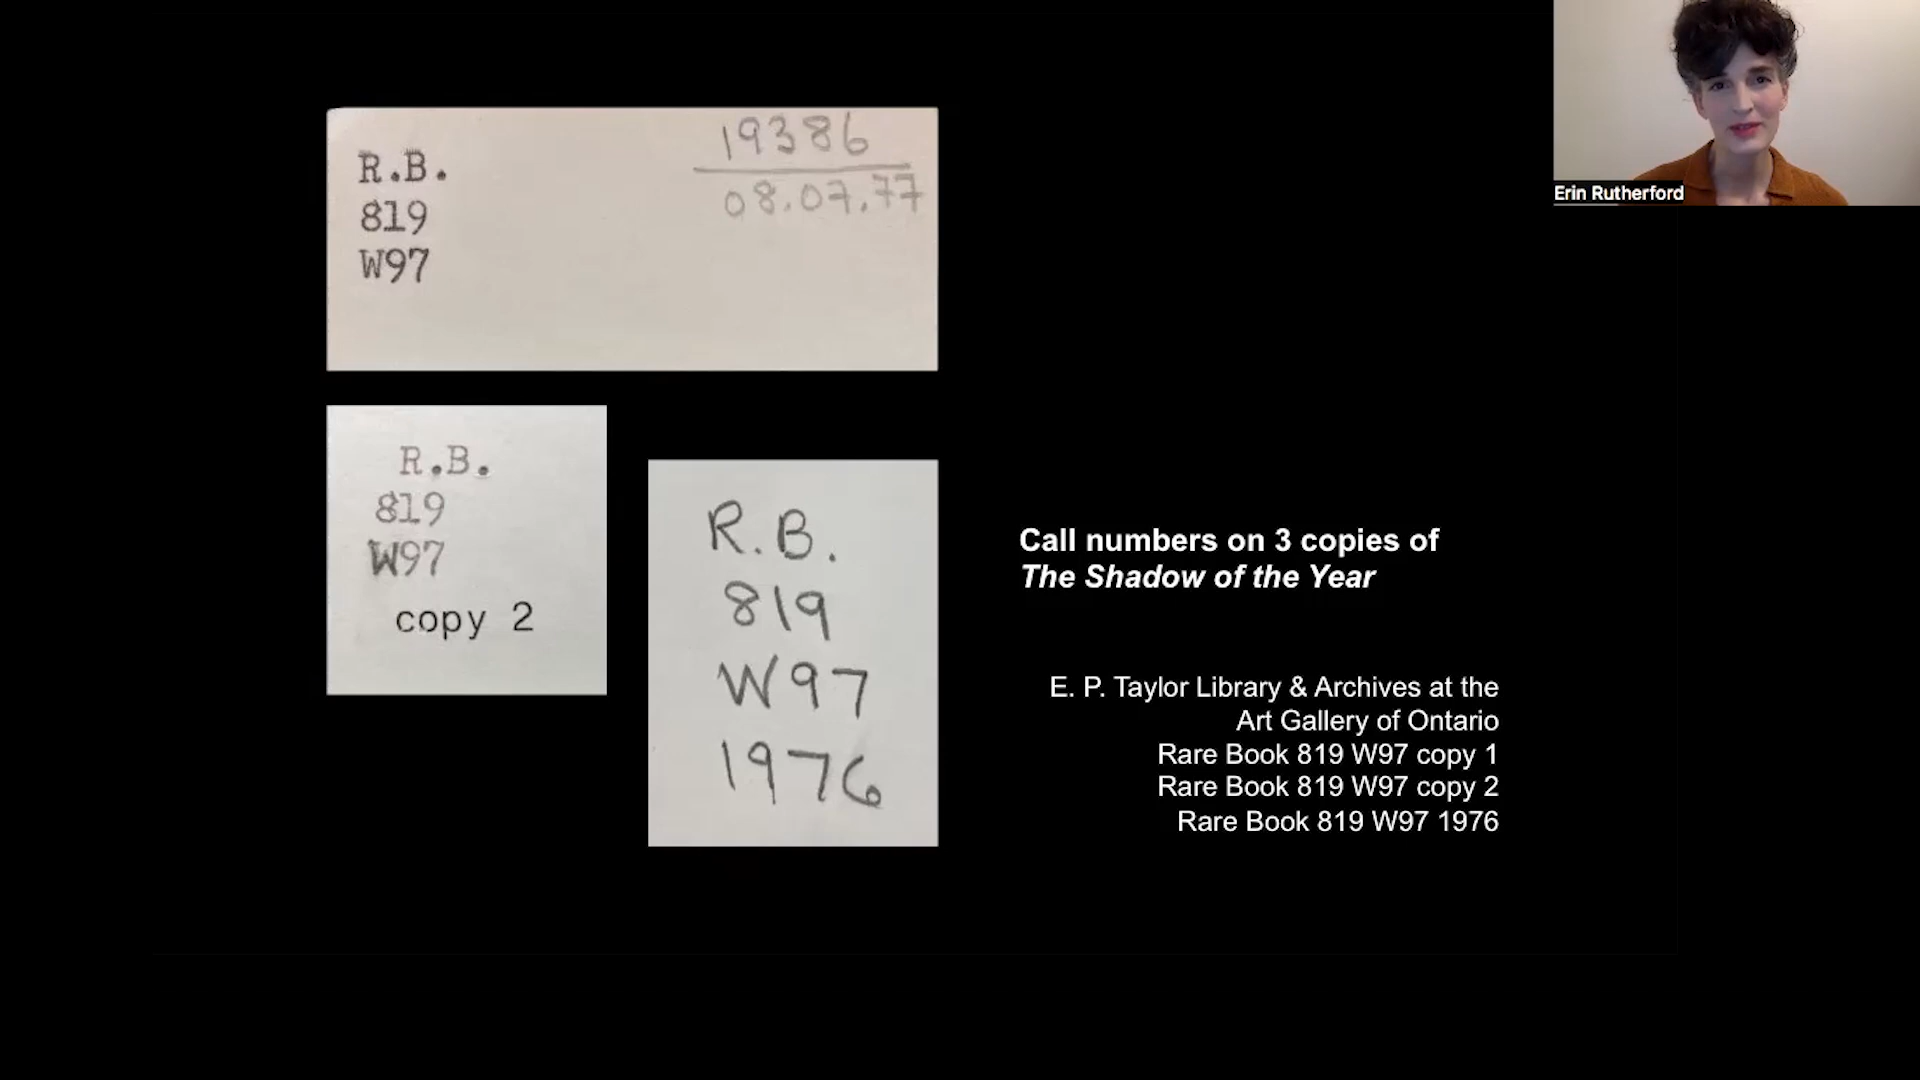 R.B.
819
W97
19386
08.07.77
R.B.
819
W97
copy 2
R.B.
819
W97
1976
Call numbers on 3 copies of
The Shadow of the Year
E. P. Taylor Library & Archives at the
Art Gallery of Ontario
Rare Book 819 W97 copy 1
Rare Book 819 W97 copy 2
Rare Book 819 W97 1976
Erin Rutherford